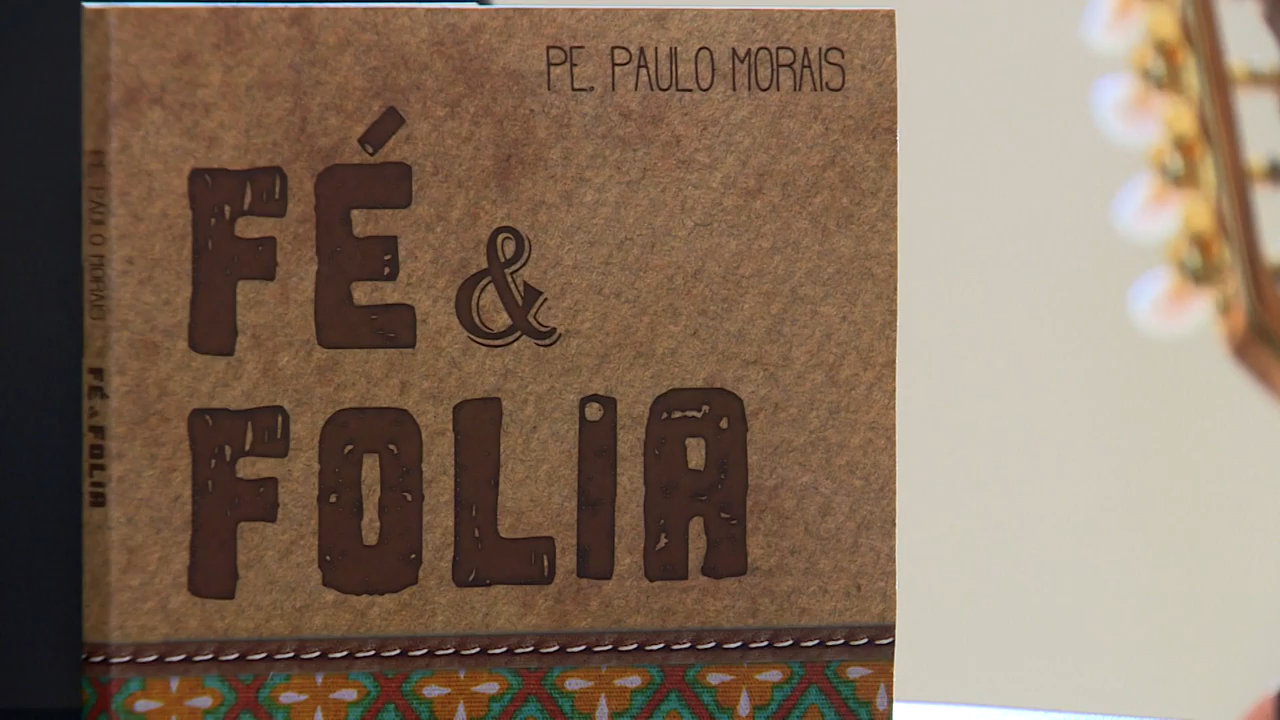 PE. PAULO MORAIS
FÉ &
FOLIA
PE. PAULO MORAIS FÉ & FOLIA